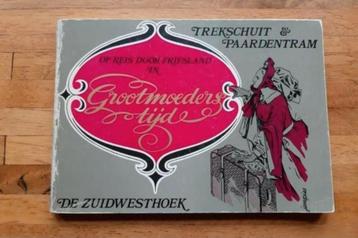 TREKSCHUIT &
PAARDENTRAM
OP REIS DOOR FRIESLAND
IN
Grootmoeders
tijd
DE ZUIDWESTHOEK